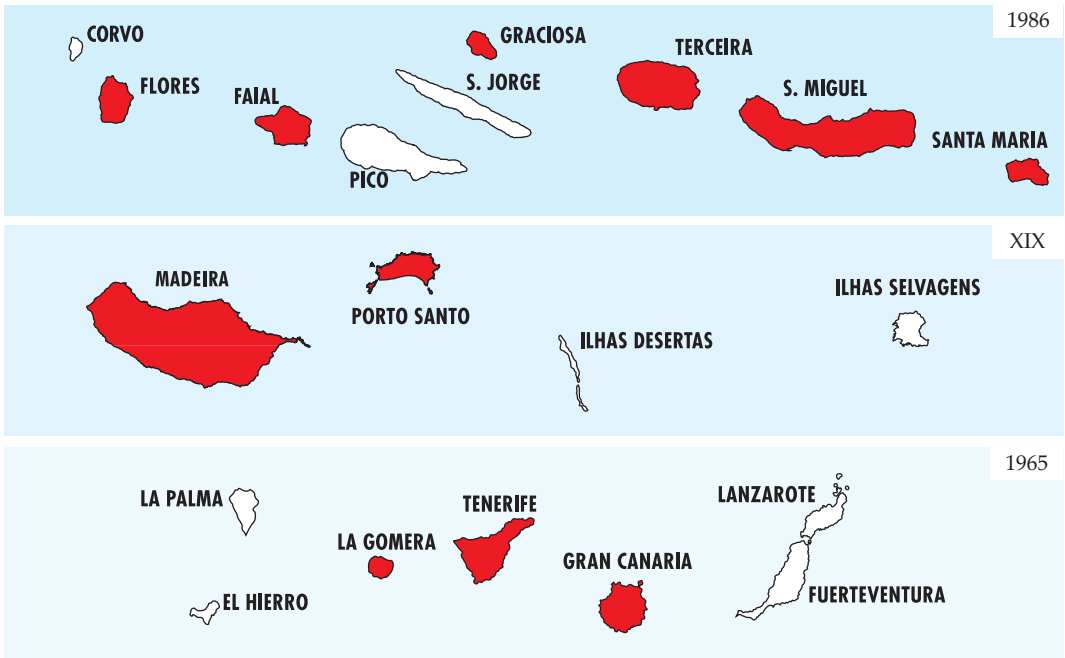 1986
CORVO
GRACIOSA
TERCEIRA
FLORES
S. JORGE
FAIAL
S. MIGUEL
SANTA MARIA
PICO
XIX
MADEIRA
ILHAS SELVAGENS
PORTO SANTO
ILHAS DESERTAS
1965
LA PALMA
TENERIFE
LANZAROTE
LA GOMERA
GRAN CANARIA
EL HIERRO
FUERTEVENTURA